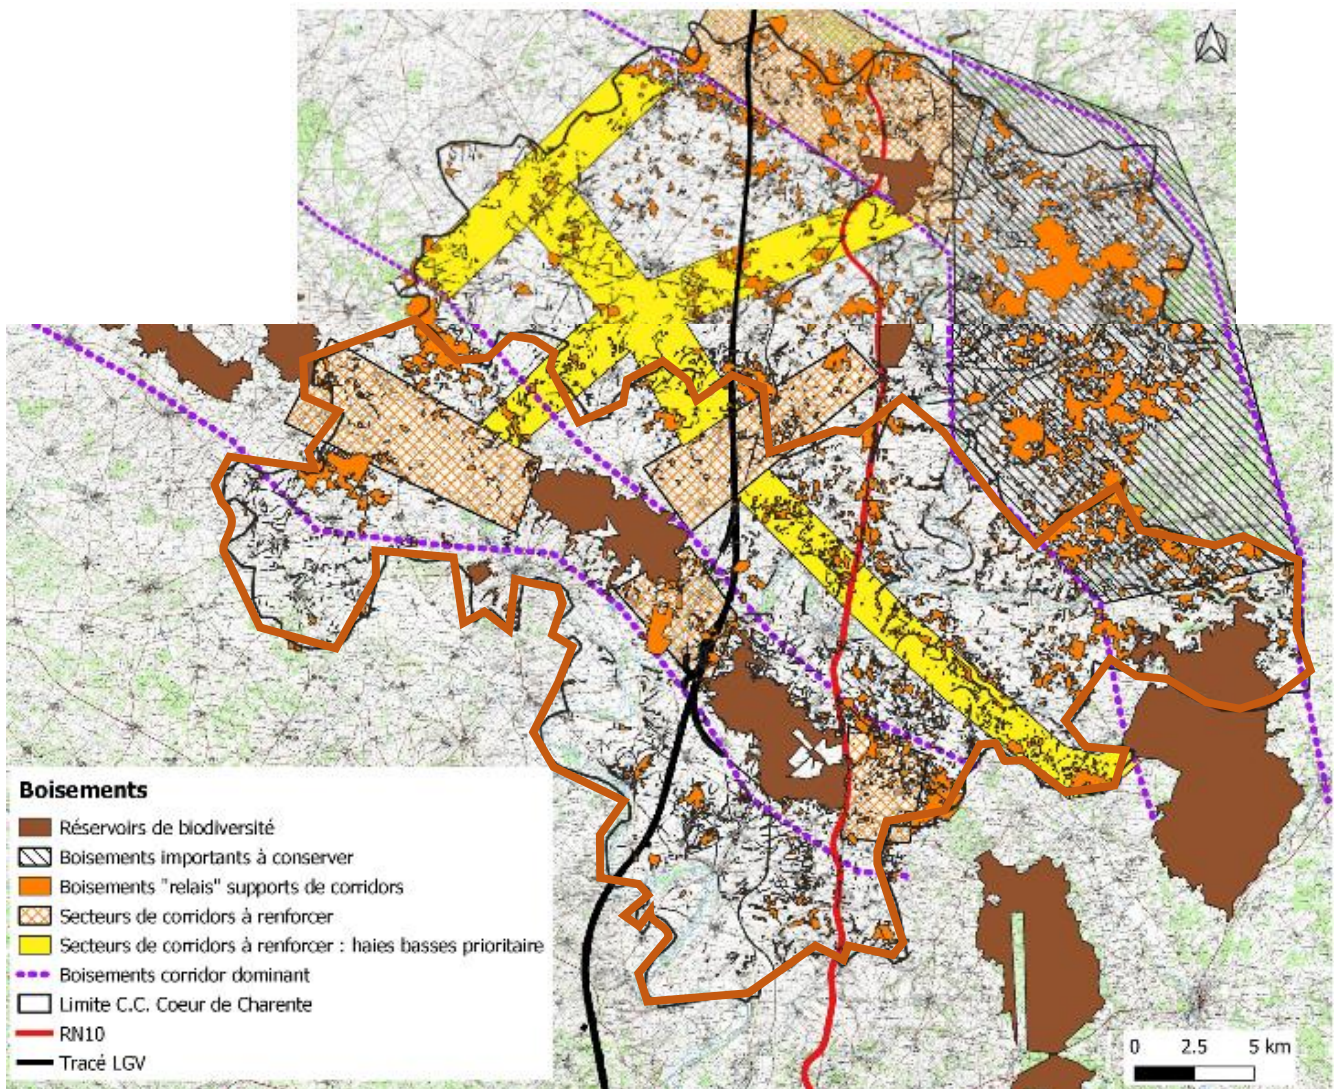 Boisements
Réservoirs de biodiversité
Boisements importants à conserver
Boisements "relais" supports de corridors
Secteurs de corridors à renforcer
Secteurs de corridors à renforcer : haies basses prioritaire
Boisements corridor dominant
Limite C.C. Coeur de Charente
RN10
Tracé LGV
0 2.5 5 km